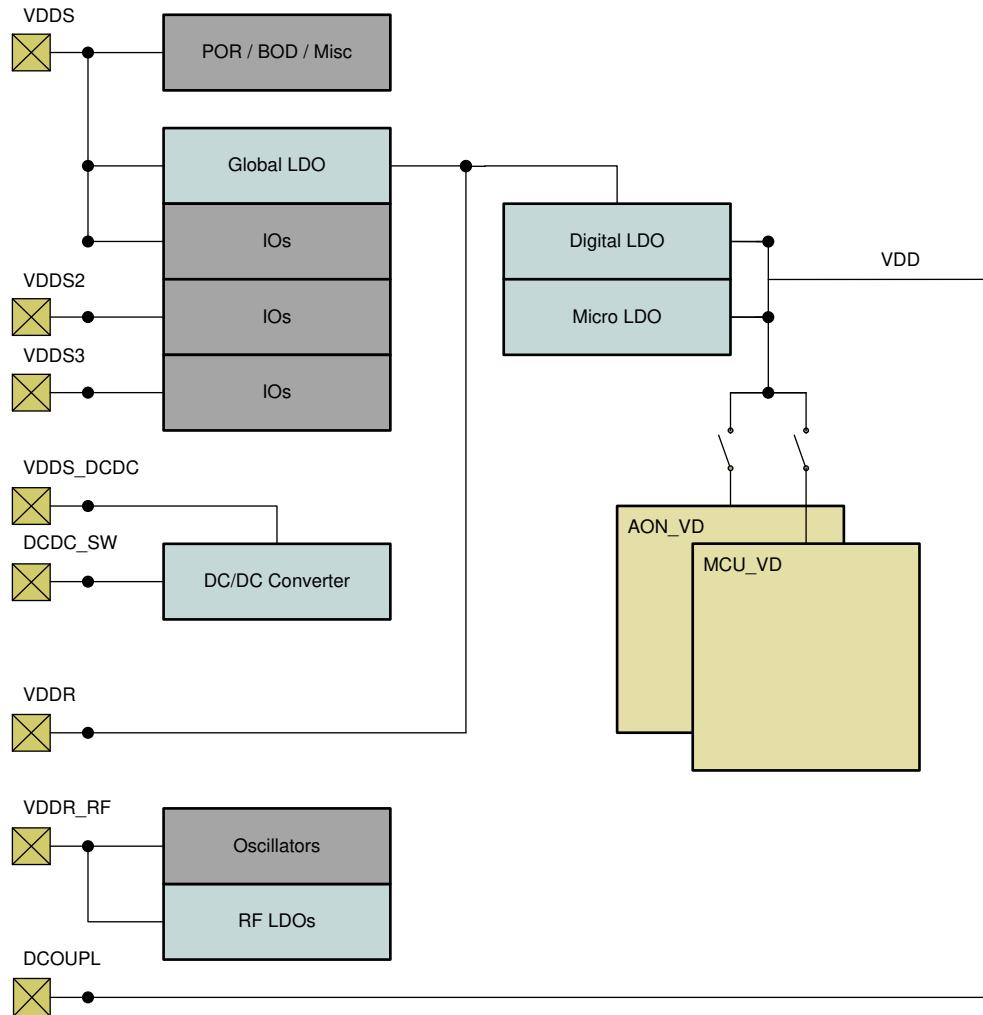 VDDS
POR / BOD / Misc
Global LDO
IOs
Digital LDO
VDD
VDDS2
IOs
Micro LDO
VDDS3
IOs
VDDS_DCDC
AON_VD
DCDC_SW
MCU_VD
DC/DC Converter
VDDR
VDDR_RF
Oscillators
RF LDOs
DCOUPL